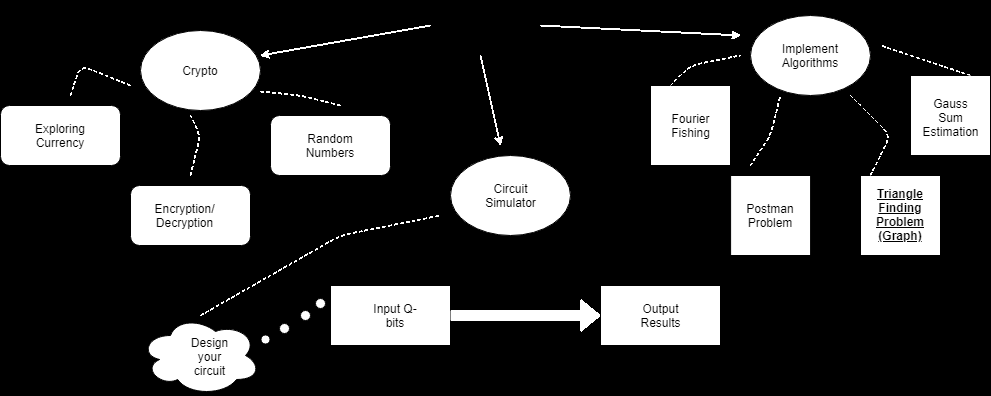 Crypto
Implement
Algorithms
Exploring
Currency
Random
Numbers
Encryption/
Decryption
Circuit
Simulator
Fourier
Fishing
Gauss
Sum
Estimation
Postman
Problem
Triangle
Finding
Problem
(Graph)
Design
your
circuit
Input Q-
bits
Output
Results